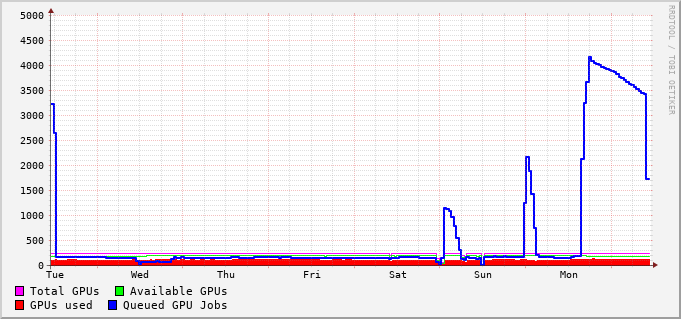 5000
4500
4000
3500
3000
2500
2000
1500
1000
500
0
Tue Wed Thu Fri Sat Sun Mon
Total GPUs Available GPUs
GPUs used Queued GPU Jobs
RRDTOOL / TOBI OETIKER